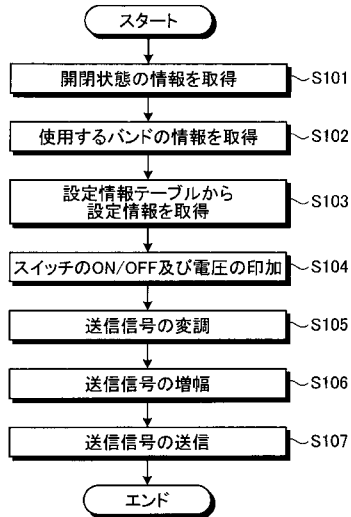 スタート
開閉状態の情報を取得
S101
使用するバンドの情報を取得
S102
設定情報テーブルから
設定情報を取得
S103
スイッチのON/OFF及び電圧の印加
S104
送信信号の変調
S105
送信信号の増幅
S106
送信信号の送信
S107
エンド